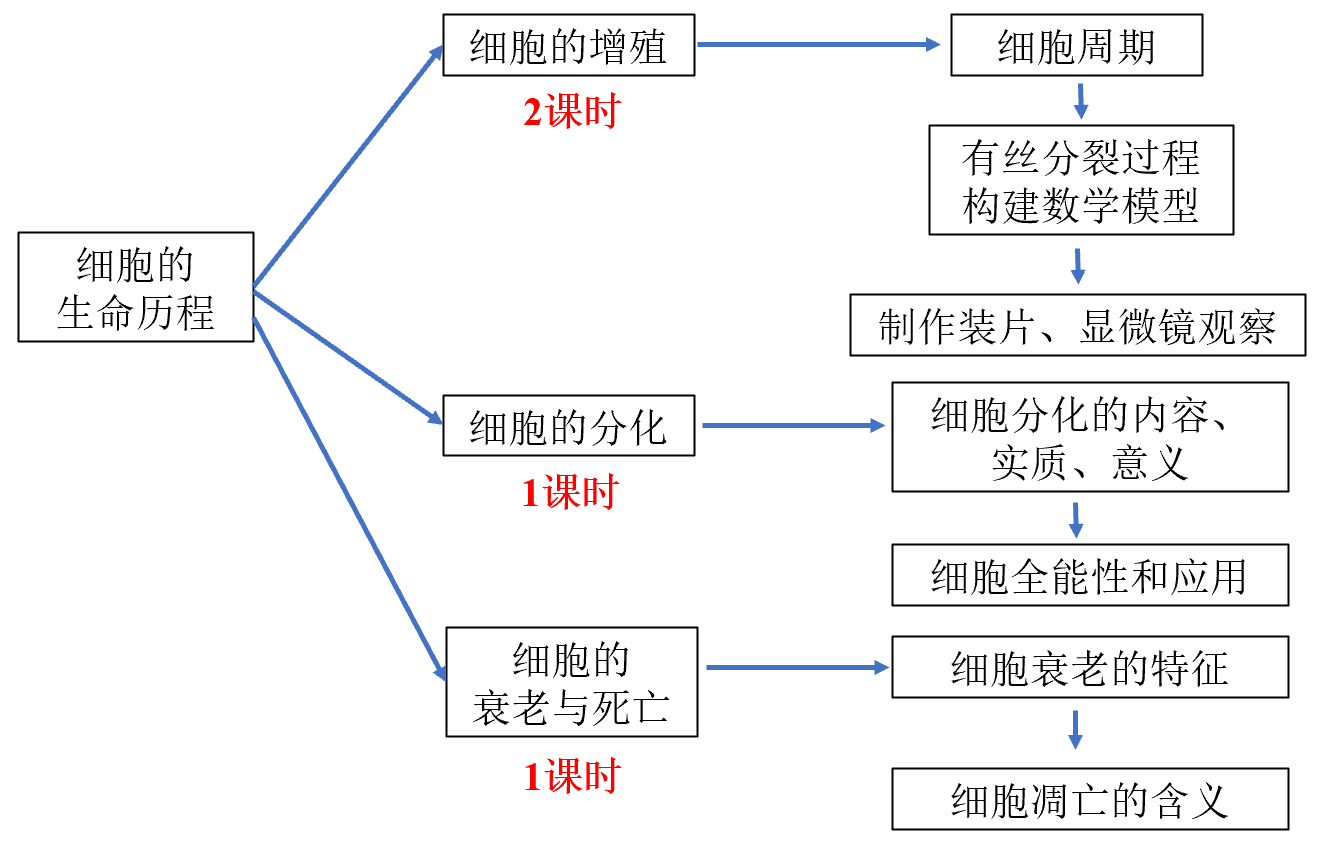 细胞的
生命历程
细胞的增殖
2课时
细胞周期
有丝分裂过程
构建数学模型
制作装片、显微镜观察
细胞的分化
1课时
细胞分化的内容、
实质、意义
细胞全能性和应用
细胞的
衰老与死亡
1课时
细胞衰老的特征
细胞凋亡的含义